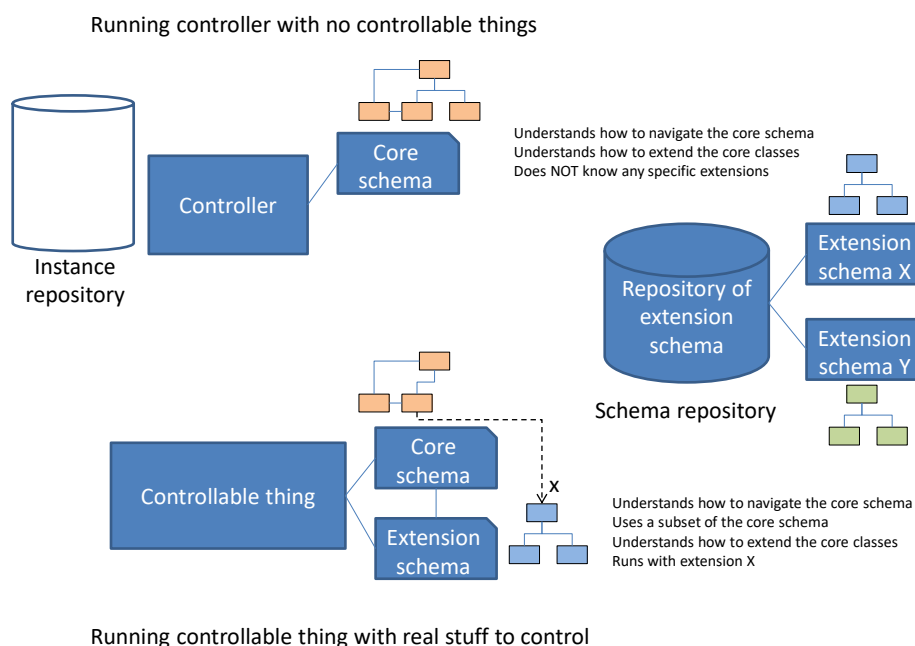 Running controller with no controllable things
Core
schema
Controller
Instance
repository
Understands how to navigate the core schema
Understands how to extend the core classes
Does NOT know any specific extensions
Extension
schema X
Repository of
extension
schema
Extension
schema Y
Schema repository
Controllable thing
Core
schema
Extension
schema
X
Understands how to navigate the core schema
Uses a subset of the core schema
Understands how to extend the core classes
Runs with extension X
Running controllable thing with real stuff to control